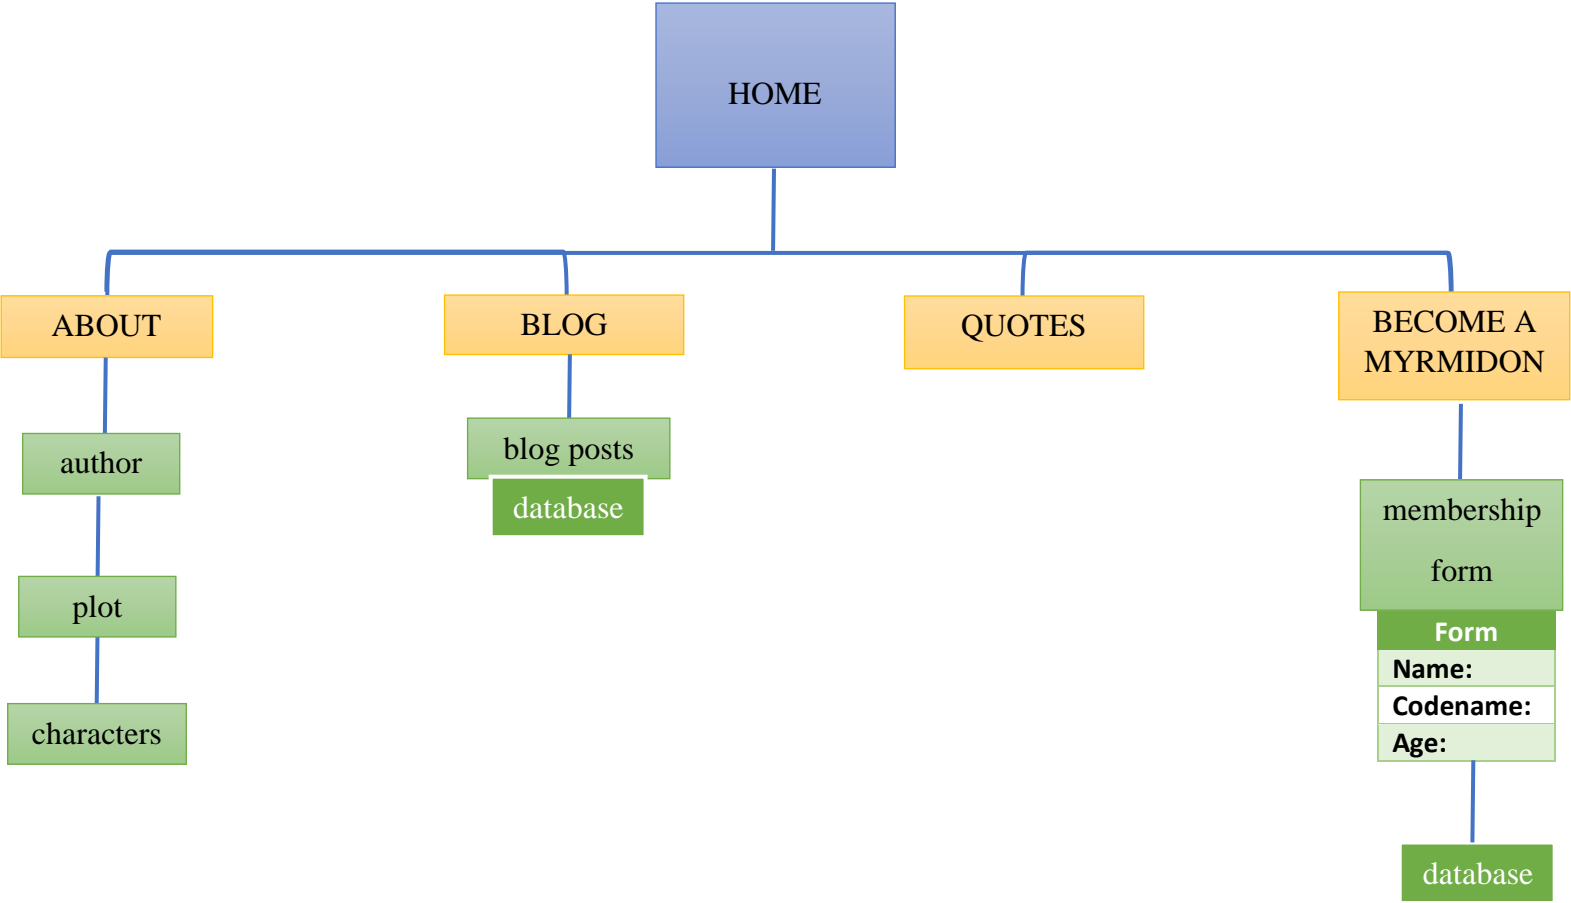 HOME
ABOUT
BLOG
QUOTES
BECOME A
MYRMIDON
author
plot
characters
blog posts
database
membership
form
Form
Name:
Codename:
Age:
database